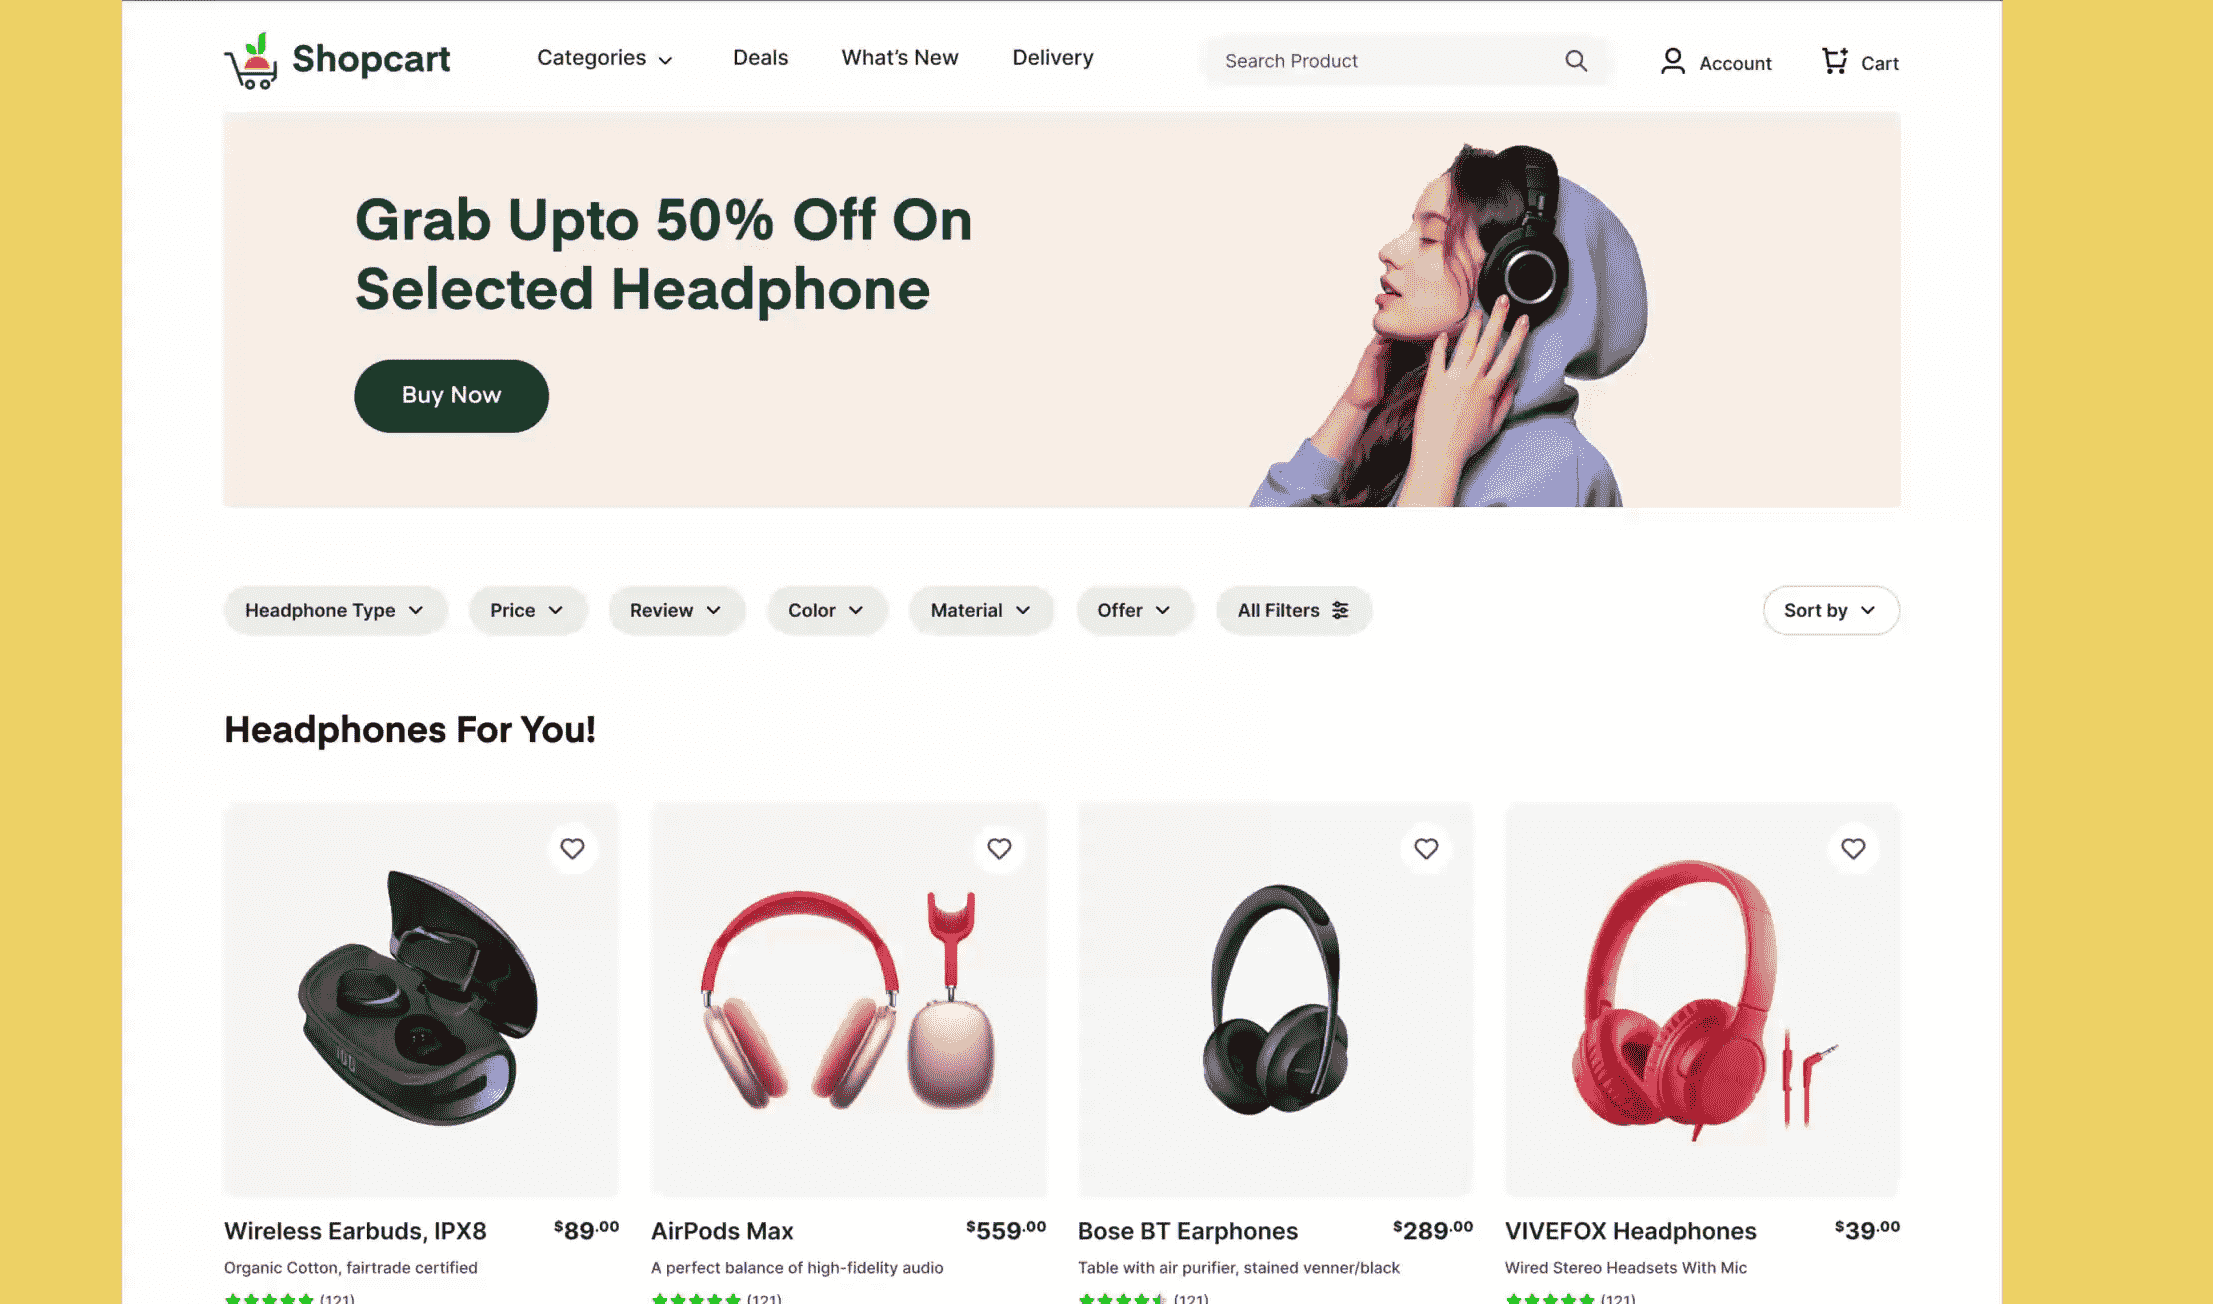 Shopcart
Categories
Deals
What's New
Delivery
Search Product
Account
Cart
Grab Upto 50% Off On
Selected Headphone
Buy Now
Headphone Type
Price
Review
Color
Material
Offer
All Filters
Sort by
Headphones For You!
Wireless Earbuds, IPX8 $89.00
Organic Cotton, fairtrade certified
(121)
AirPods Max $559.00
A perfect balance of high-fidelity audio
(121)
Bose BT Earphones $289.00
Table with air purifier, stained venner/black
(121)
VIVEFOX Headphones $39.00
Wired Stereo Headsets With Mic
(121)